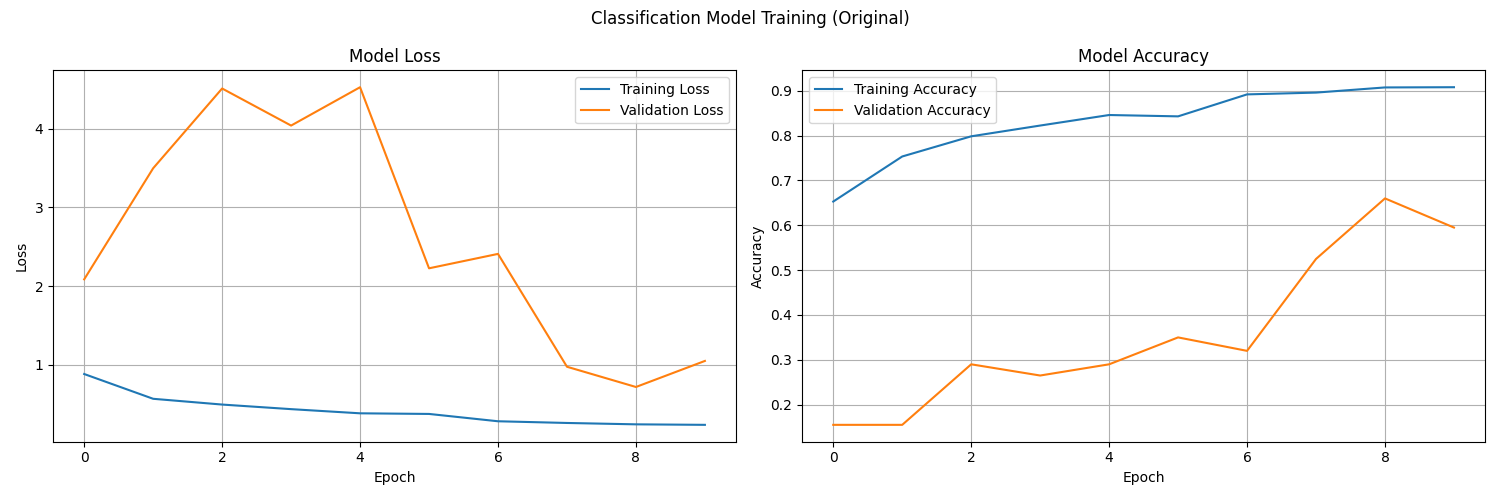 Classification Model Training (Original)
Model Loss
Training Loss
Validation Loss
Loss
4
3
2
1
0 2 4 6 8
Epoch
Model Accuracy
Training Accuracy
Validation Accuracy
Accuracy
0.9
0.8
0.7
0.6
0.5
0.4
0.3
0.2
0 2 4 6 8
Epoch